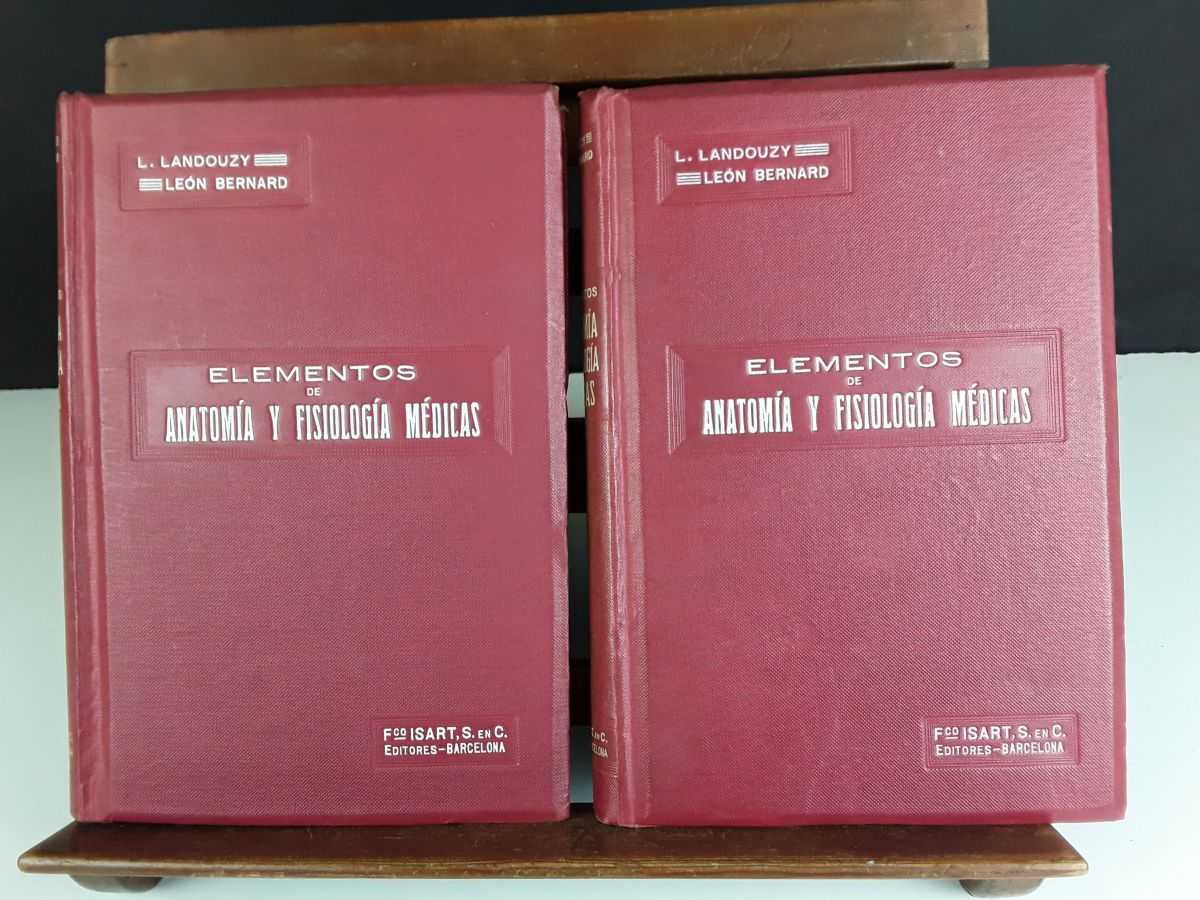 L. LANDOUZY
LEÓN BERNARD
ELEMENTOS
DE
ANATOMÍA Y FISIOLOGÍA MÉDICAS
Fco ISART, S. EN C.
EDITORES-BARCELONA
L. LANDOUZY
LEÓN BERNARD
ELEMENTOS
DE
ANATOMÍA Y FISIOLOGÍA MÉDICAS
Fco ISART, S. EN C.
EDITORES-BARCELONA